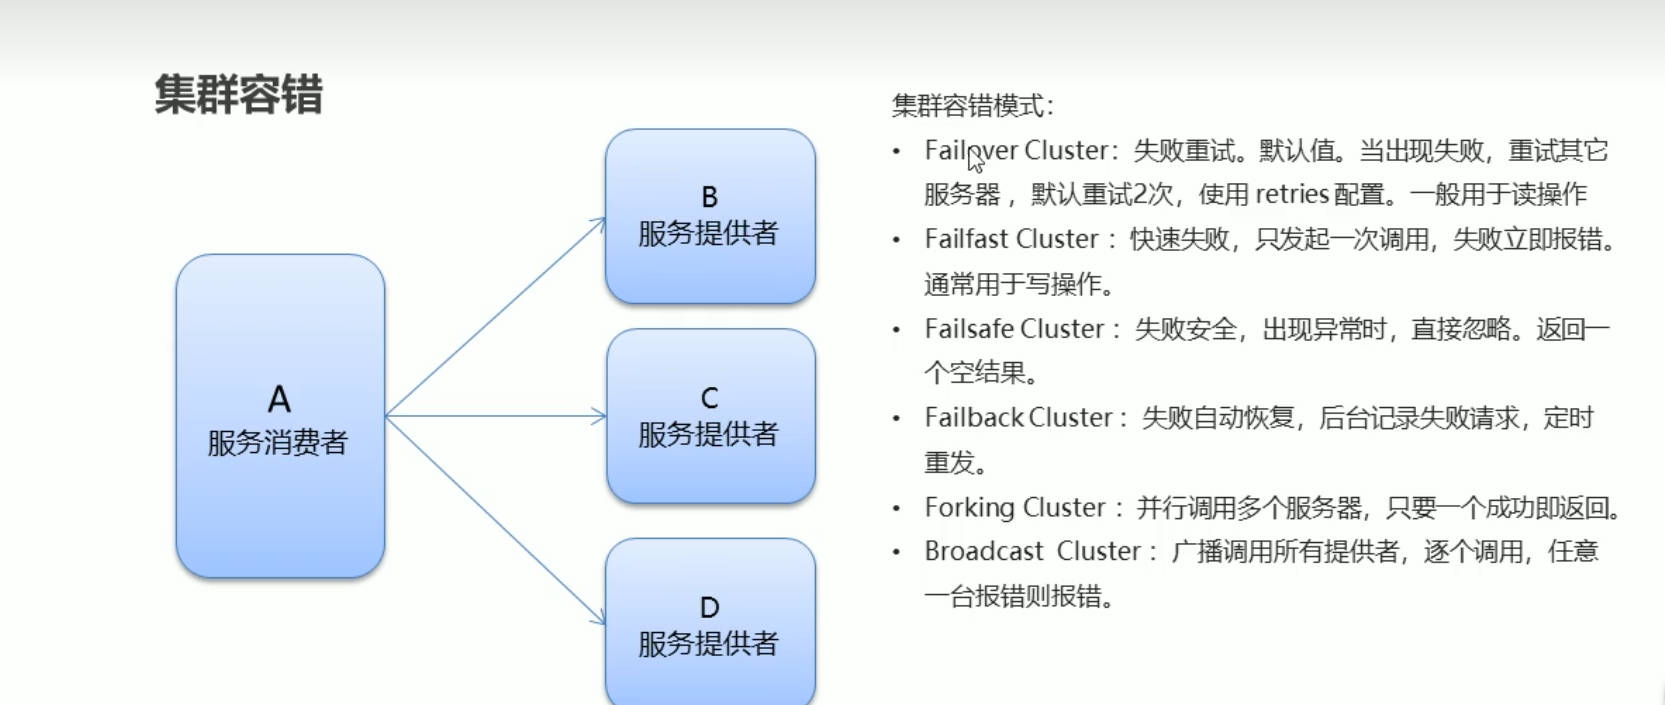 集群容错
A
服务消费者
B
服务提供者
C
服务提供者
D
服务提供者
集群容错模式：
• Failover Cluster：失败重试。默认值。当出现失败，重试其它
服务器 ，默认重试2次，使用 retries 配置。一般用于读操作
• Failfast Cluster ：快速失败，只发起一次调用，失败立即报错。
通常用于写操作。
• Failsafe Cluster ：失败安全，出现异常时，直接忽略。返回一
个空结果。
• Failback Cluster ：失败自动恢复，后台记录失败请求，定时
重发。
• Forking Cluster ：并行调用多个服务器，只要一个成功即返回。
• Broadcast Cluster ：广播调用所有提供者，逐个调用，任意
一台报错则报错。